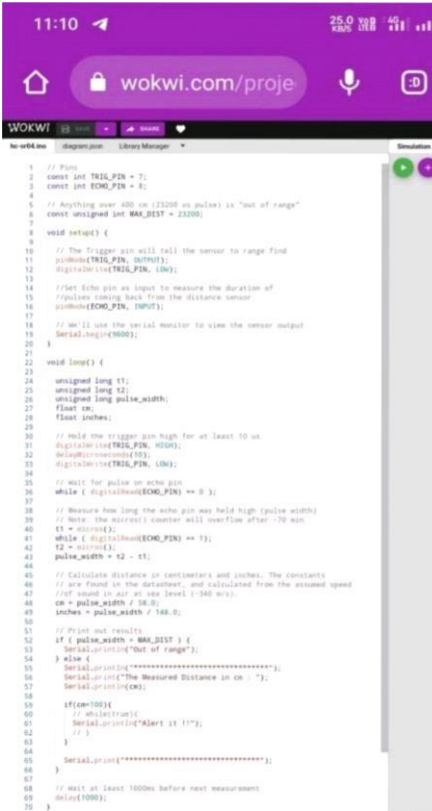 11:10
25.0 KB/S VoB LTE 4G
wokwi.com/proje
:D
WOKWI SAVE SHARE
hc-sr04.ino diagram.json Library Manager
Simulation
1 // Pins
2 const int TRIG_PIN = 7;
3 const int ECHO_PIN = 8;
4
5 // Anything over 400 cm (23200 us pulse) is "out of range"
6 const unsigned int MAX_DIST = 23200;
7
8 void setup() {
9
10 // The Trigger pin will tell the sensor to range find
11 pinMode(TRIG_PIN, OUTPUT);
12 digitalWrite(TRIG_PIN, LOW);
13
14 //Set Echo pin as input to measure the duration of
15 //pulses coming back from the distance sensor
16 pinMode(ECHO_PIN, INPUT);
17
18 // We'll use the serial monitor to view the sensor output
19 Serial.begin(9600);
20 }
21
22 void loop() {
23
24 unsigned long t1;
25 unsigned long t2;
26 unsigned long pulse_width;
27 float cm;
28 float inches;
29
30 // Hold the trigger pin high for at least 10 us
31 digitalWrite(TRIG_PIN, HIGH);
32 delayMicroseconds(10);
33 digitalWrite(TRIG_PIN, LOW);
34
35 // Wait for pulse on echo pin
36 while ( digitalRead(ECHO_PIN) == 0 );
37
38 // Measure how long the echo pin was held high (pulse width)
39 // Note: the micros() counter will overflow after ~70 min
40 t1 = micros();
41 while ( digitalRead(ECHO_PIN) == 1);
42 t2 = micros();
43 pulse_width = t2 - t1;
44
45 // Calculate distance in centimeters and inches. The constants
46 // are found in the datasheet, and calculated from the assumed speed
47 //of sound in air at sea level (~340 m/s).
48 cm = pulse_width / 58.0;
49 inches = pulse_width / 148.0;
50
51 // Print out results
52 if ( pulse_width > MAX_DIST ) {
53 Serial.println("Out of range");
54 } else {
55 Serial.println("********************************");
56 Serial.print("The Measured Distance in cm : ");
57 Serial.println(cm);
58
59 if(cm<100){
60 // while(true){
61 Serial.println("Alert it !!");
62 // }
63 }
64
65 Serial.print("********************************");
66 }
67
68 // Wait at least 1000ms before next measurement
69 delay(1000);
70 }